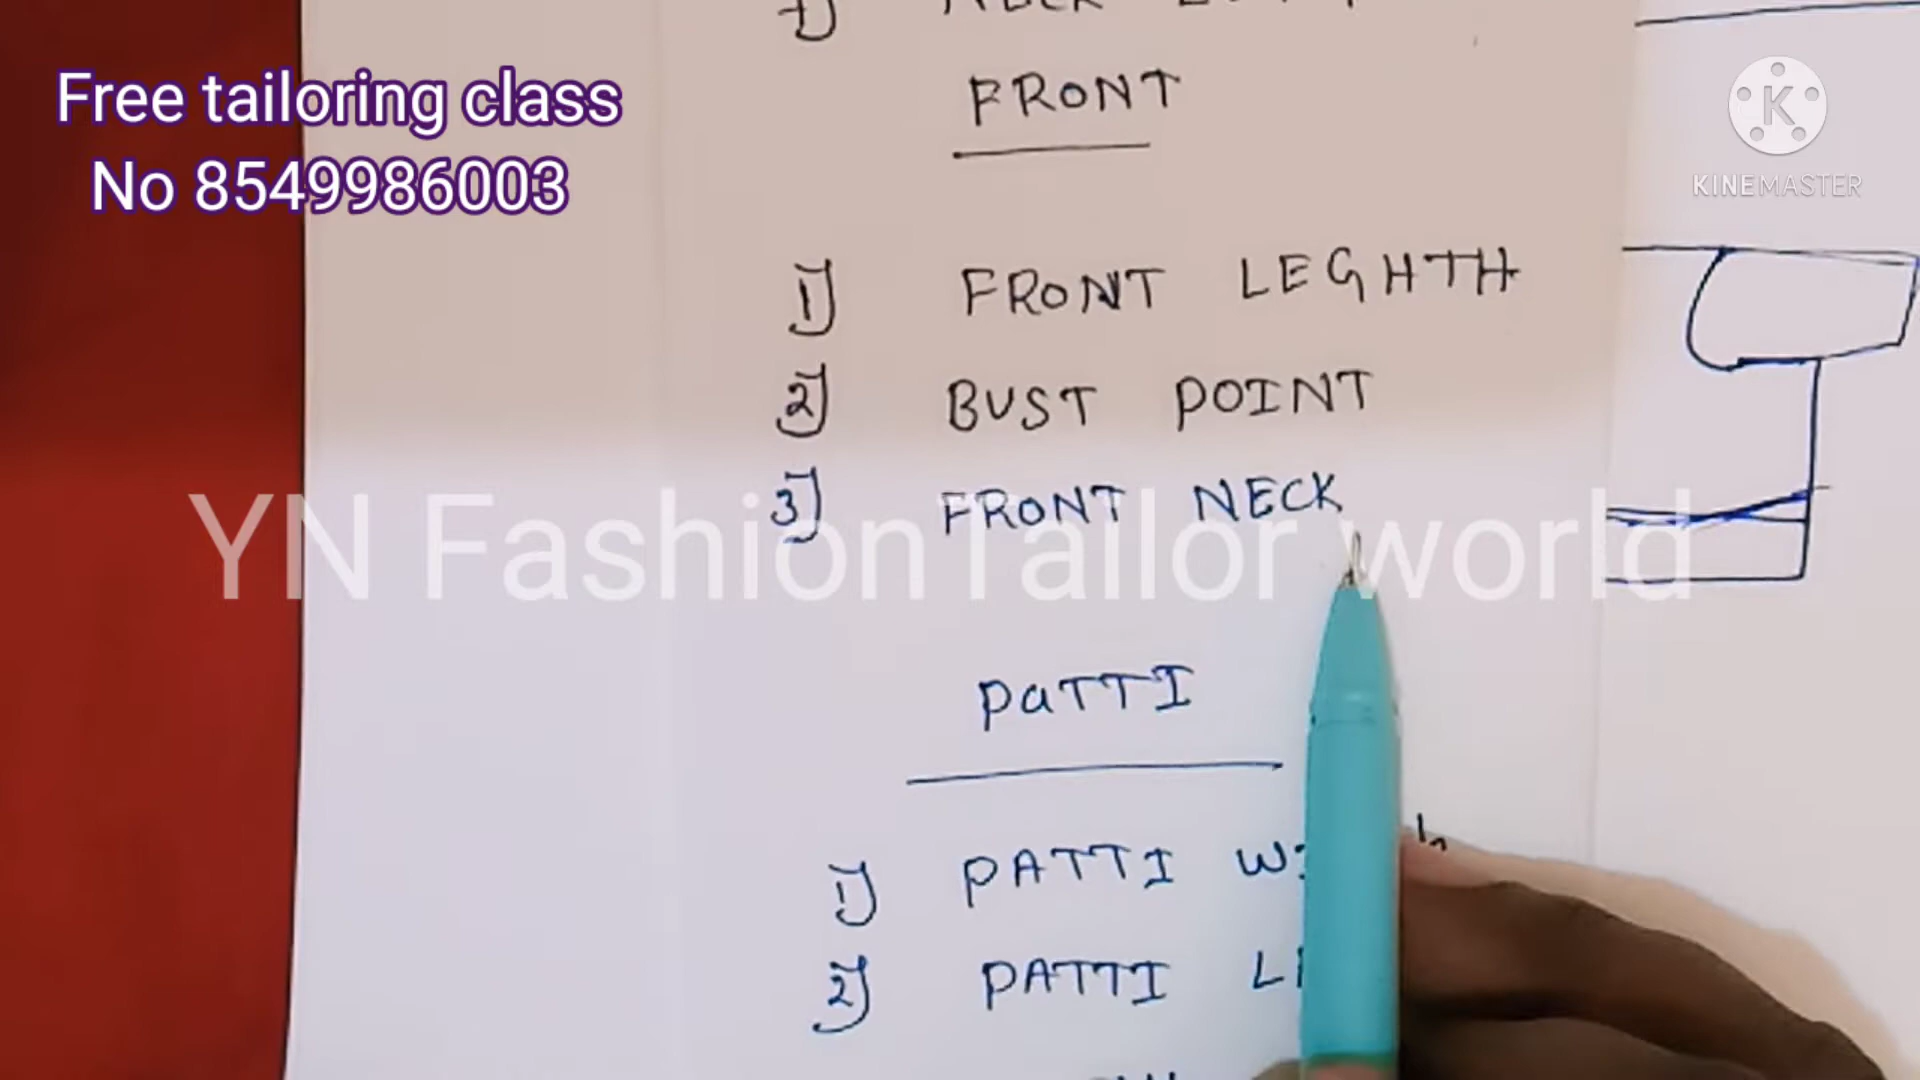 Free tailoring class
No 8549986003
K
KINEMASTER
FRONT
1) FRONT LEGHTH
2) BUST POINT
3) FRONT NECK
YN FashionTailor world
PaTTI
1) PATTI
2) PATTI